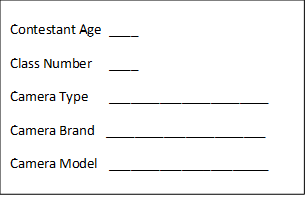 Contestant Age ____
Class Number ____
Camera Type ______________________
Camera Brand ______________________
Camera Model ______________________